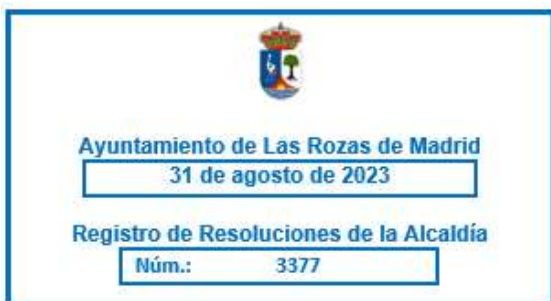 Ayuntamiento de Las Rozas de Madrid
31 de agosto de 2023
Registro de Resoluciones de la Alcaldía
Núm.: 3377